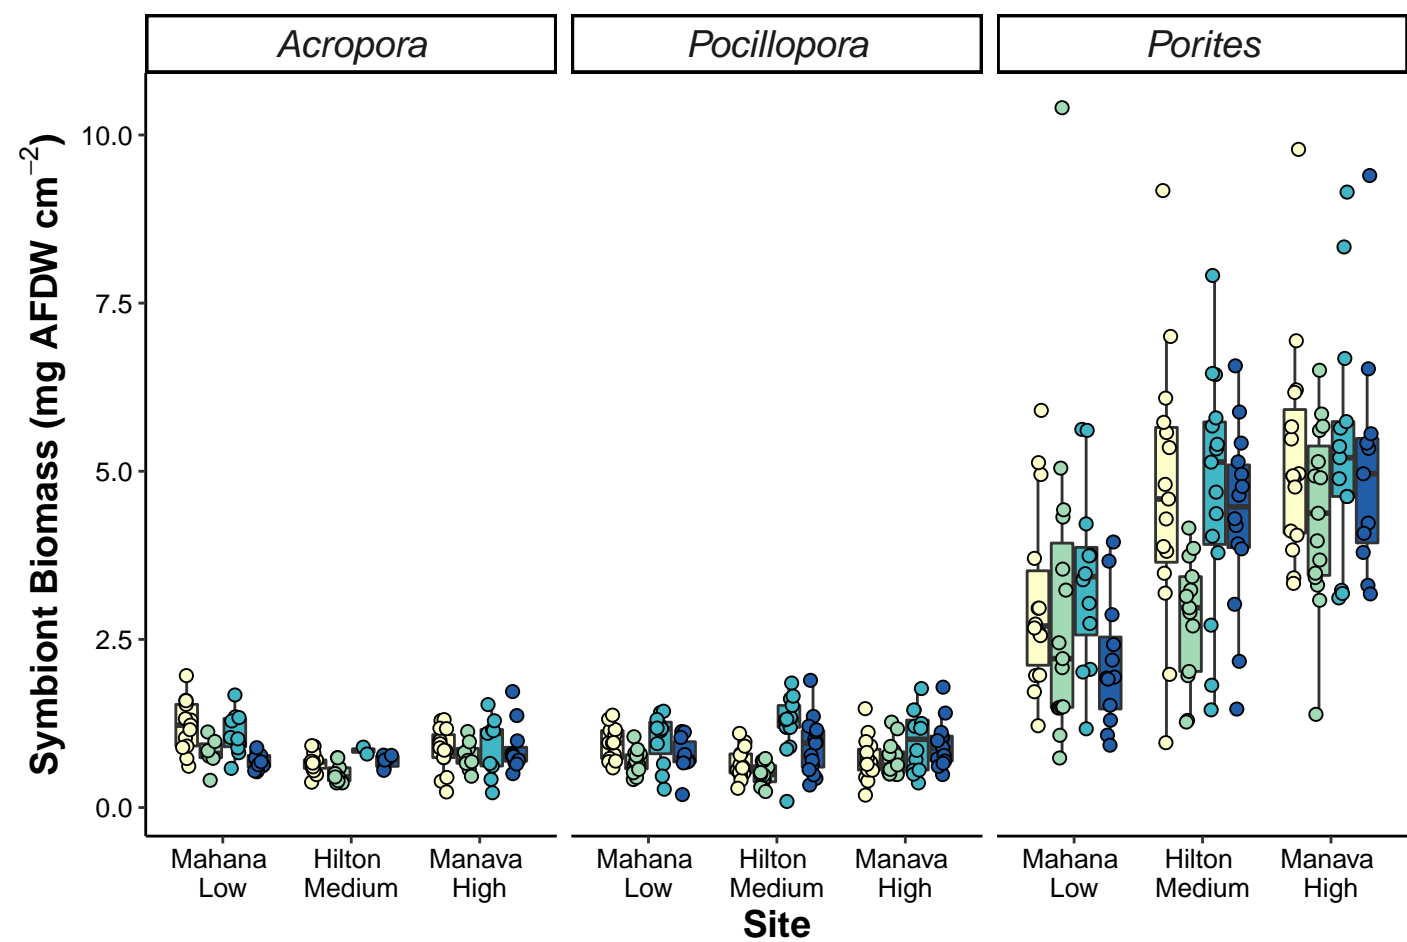 Acropora Pocillopora Porites
Symbiont Biomass (mg AFDW cm⁻²)
10.0
7.5
5.0
2.5
0.0
Mahana Hilton Manava Mahana Hilton Manava Mahana Hilton Manava
Low Medium High Low Medium High Low Medium High
Site